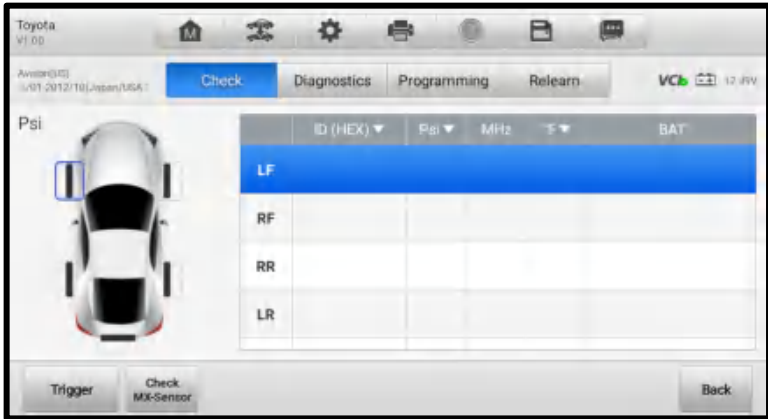 Toyota
V1.00
Check
Diagnostics
Programming
Relearn
VCI
Psi
ID (HEX) ▼
Psi ▼
MHz
°F ▼
BAT
LF
RF
RR
LR
Trigger
Check
MX-Sensor
Back